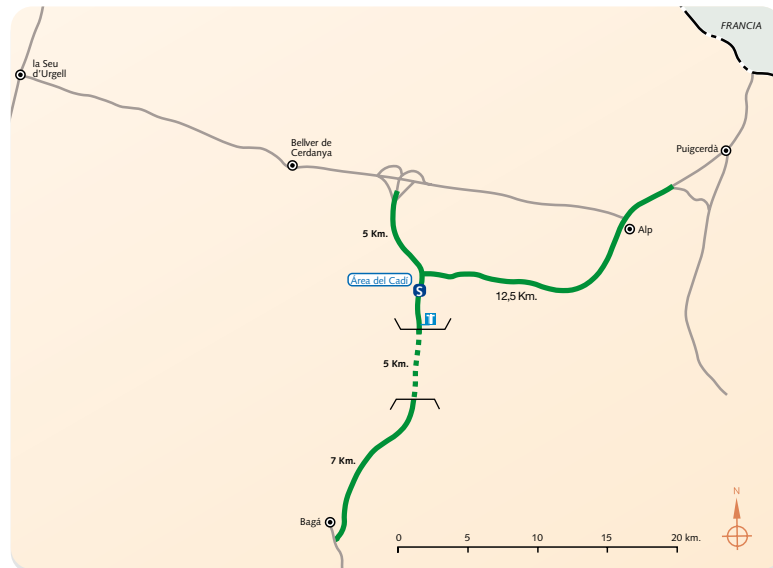 FRANCIA
la Seu
d'Urgell
Bellver de
Cerdanya
Puigcerdà
5 Km.
Alp
Área del Cadí
S
12,5 Km.
5 Km.
7 Km.
Bagá
N
0 5 10 15 20 km.